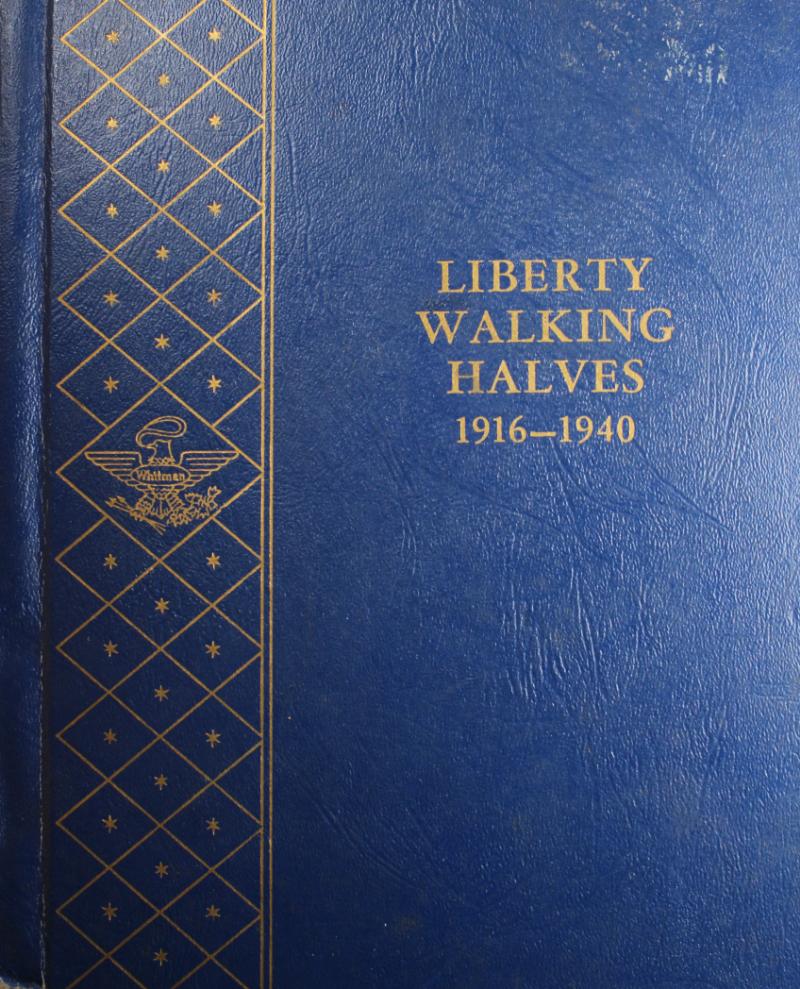 LIBERTY
WALKING
HALVES
1916–1940
Whitman